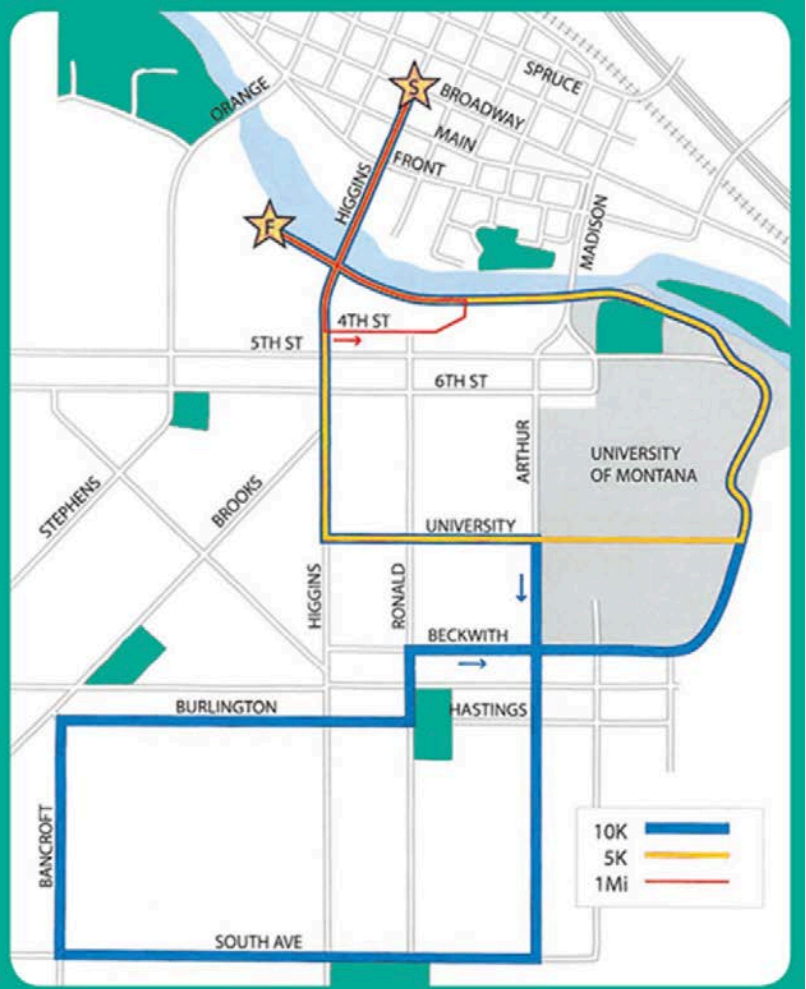 SPRUCE
S
BROADWAY
ORANGE
MAIN
FRONT
HIGGINS
F
MADISON
4TH ST
5TH ST
6TH ST
UNIVERSITY
OF MONTANA
ARTHUR
STEPHENS
BROOKS
UNIVERSITY
HIGGINS
RONALD
BECKWITH
BURLINGTON
HASTINGS
BANCROFT
SOUTH AVE
10K
5K
1Mi